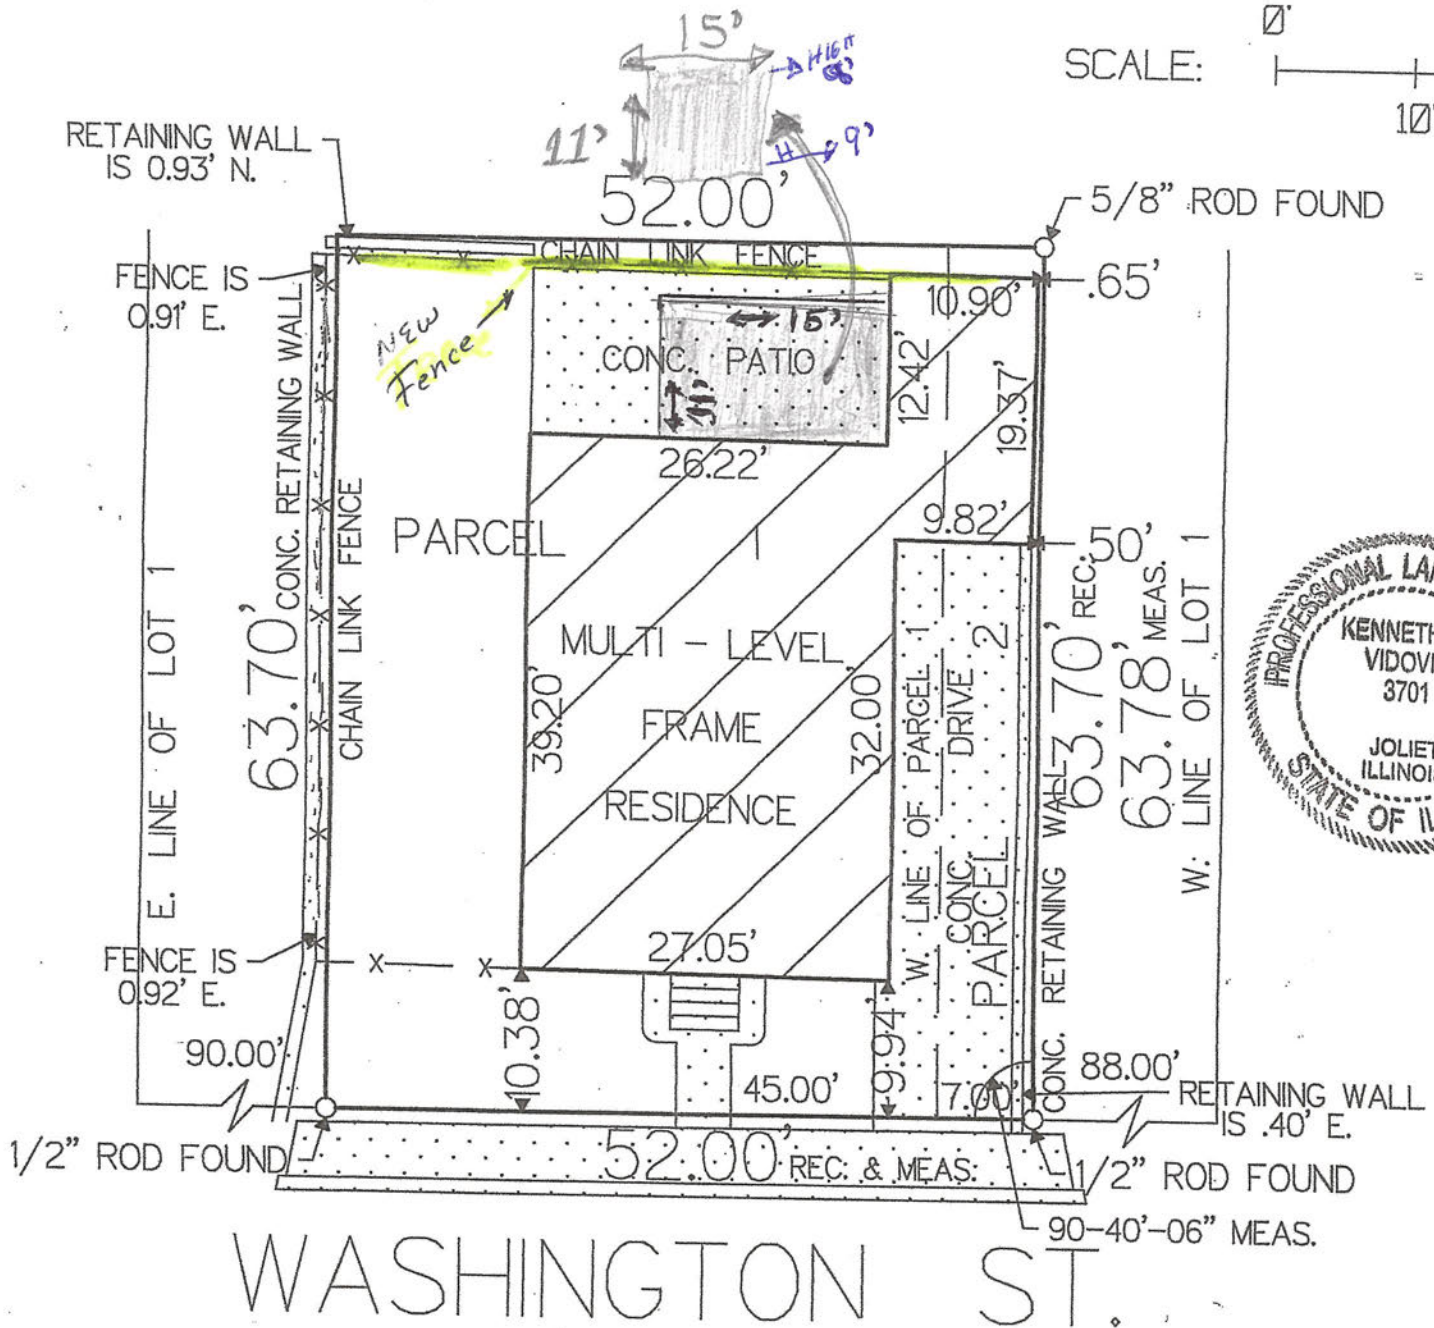 0'
SCALE:
10'
15'
11'
9'
RETAINING WALL
IS 0.93' N.
52.00'
5/8" ROD FOUND
CHAIN LINK FENCE
FENCE IS
0.91' E.
.65'
10.90'
NEW
Fence
15'
CONC. PATIO
11'
12.42'
19.37'
26.22'
9.82'
.50'
PARCEL 1
CONC. RETAINING WALL
CHAIN LINK FENCE
63.70'
E. LINE OF LOT 1
MULTI - LEVEL
FRAME
RESIDENCE
39.20'
32.00'
W. LINE OF PARCEL 1
CONC. DRIVE
PARCEL 2
CONC. RETAINING WALL
63.70' REC.
63.78' MEAS.
W. LINE OF LOT 1
PROFESSIONAL
KENNETH
3701
JOLIET
ILLINOIS
STATE OF
27.05'
FENCE IS
0.92' E.
10.38'
9.94'
90.00'
45.00'
7.00'
88.00'
RETAINING WALL
IS .40' E.
1/2" ROD FOUND
52.00' REC. & MEAS.
1/2" ROD FOUND
90-40'-06" MEAS.
WASHINGTON ST.